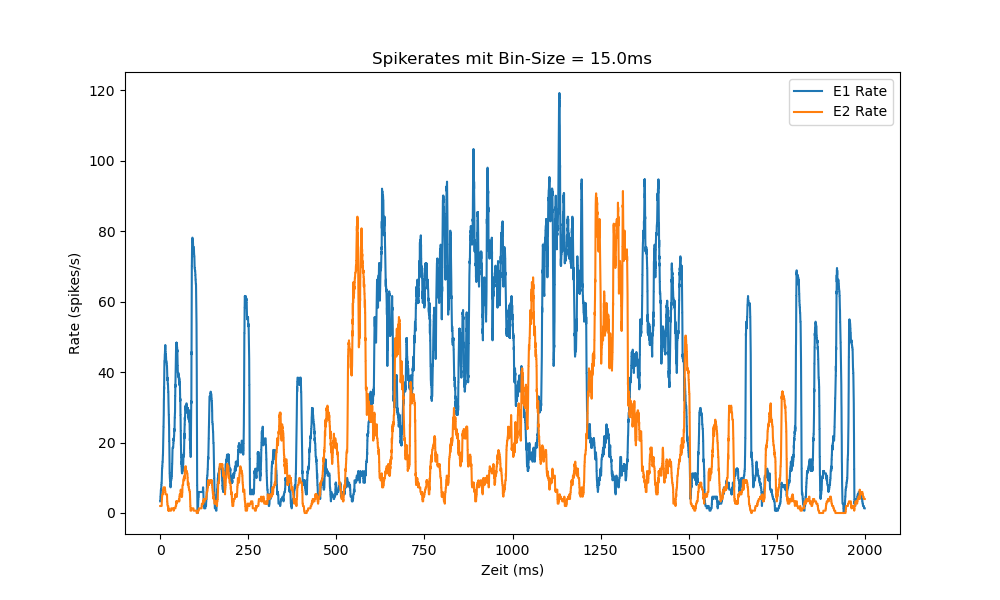 Spikerates mit Bin-Size = 15.0ms
E1 Rate
E2 Rate
120
100
80
60
40
20
0
Rate (spikes/s)
0 250 500 750 1000 1250 1500 1750 2000
Zeit (ms)